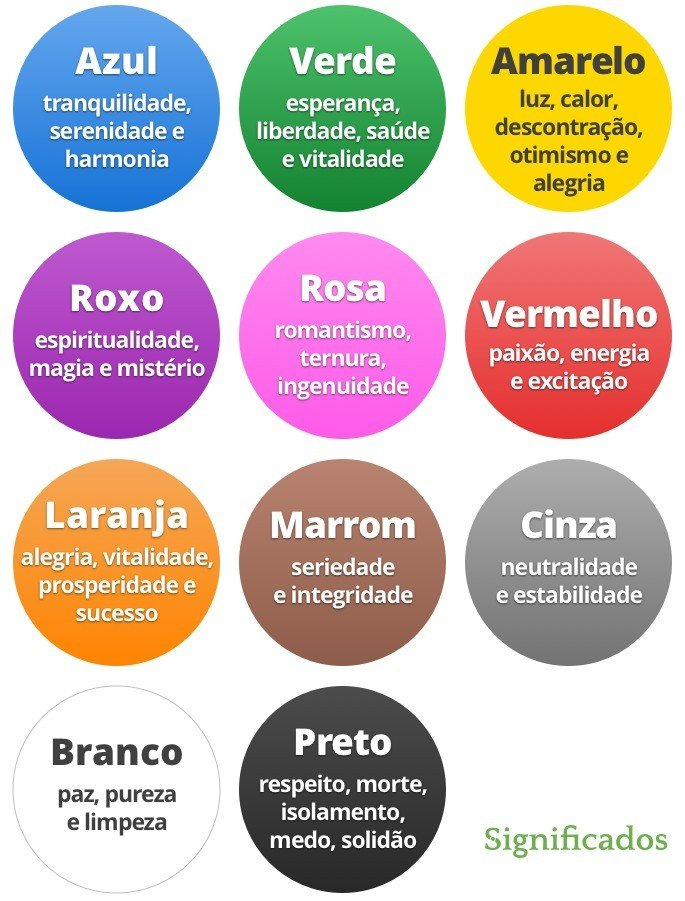 Azul
tranquilidade,
serenidade e
harmonia
Verde
esperança,
liberdade, saúde
e vitalidade
Amarelo
luz, calor,
descontração,
otimismo e
alegria
Roxo
espiritualidade,
magia e mistério
Rosa
romantismo,
ternura,
ingenuidade
Vermelho
paixão, energia
e excitação
Laranja
alegria, vitalidade,
prosperidade e
sucesso
Marrom
seriedade
e integridade
Cinza
neutralidade
e estabilidade
Branco
paz, pureza
e limpeza
Preto
respeito, morte,
isolamento,
medo, solidão
Significados